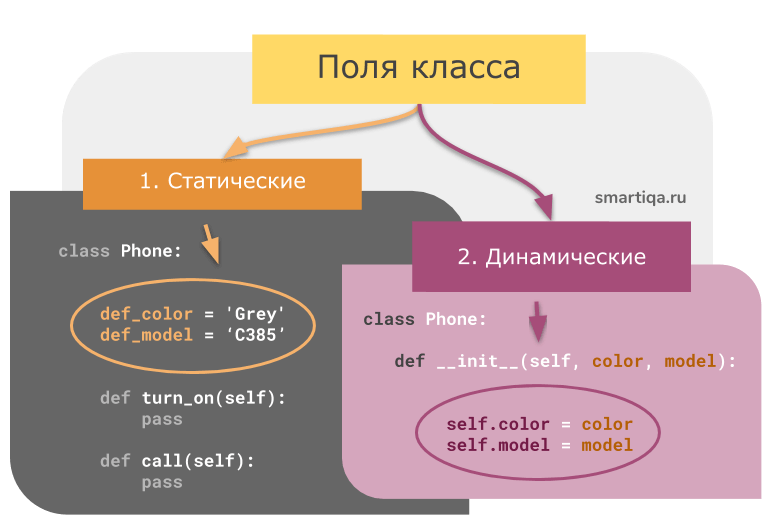 Поля класса
1. Статические
smartiqa.ru
class Phone:
def_color = 'Grey'
def_model = ‘C385’
def turn_on(self):
pass
def call(self):
pass
2. Динамические
class Phone:
def __init__(self, color, model):
self.color = color
self.model = model